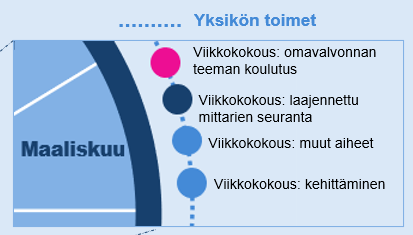 Yksikön toimet
Viikkokokous: omavalvonnan
teeman koulutus
Viikkokokous: laajennettu
mittarien seuranta
Maaliskuu
Viikkokokous: muut aiheet
Viikkokokous: kehittäminen